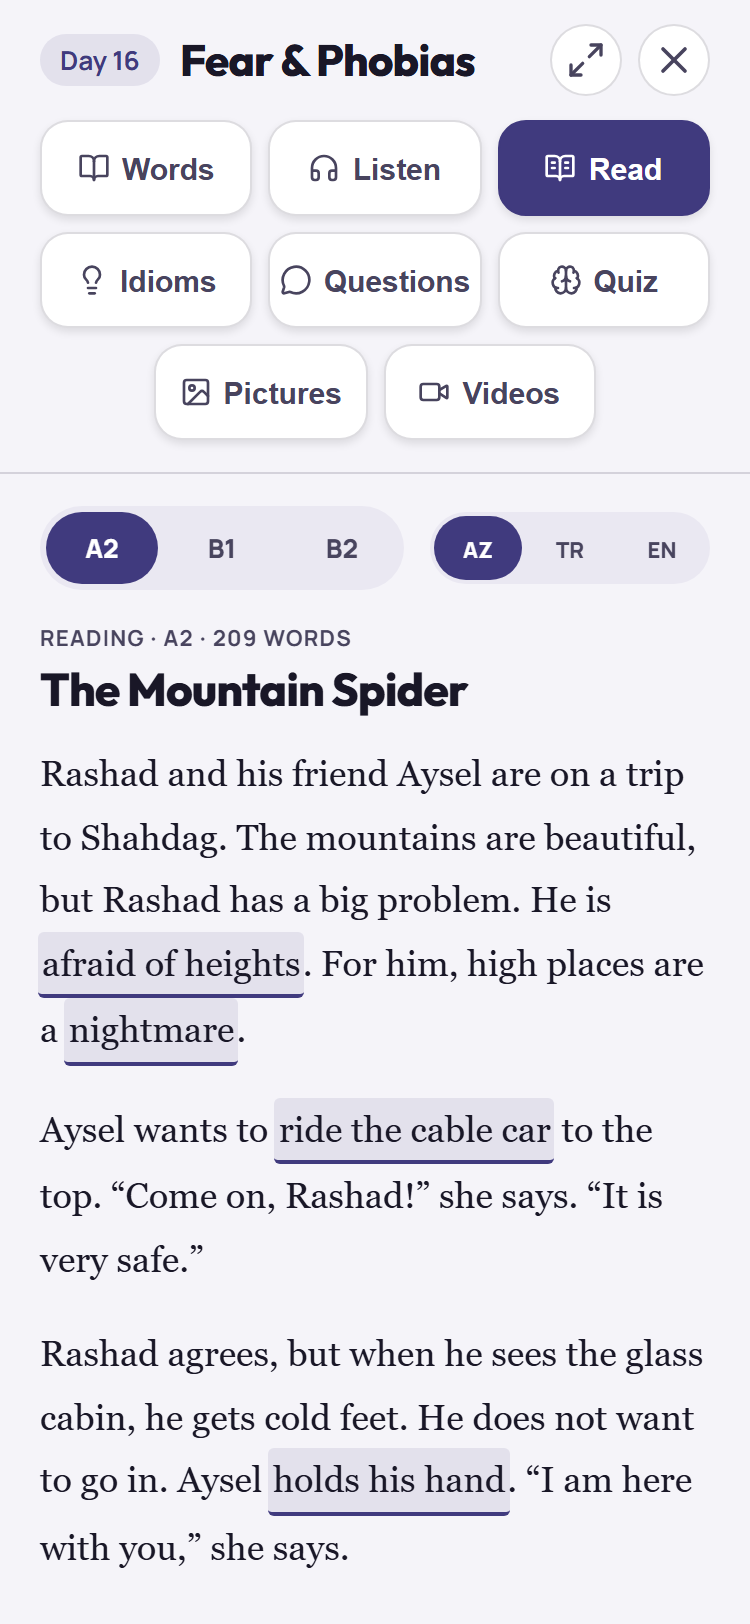 Day 16 Fear & Phobias
Words Listen Read
Idioms Questions Quiz
Pictures Videos
A2 B1 B2 AZ TR EN
READING · A2 · 209 WORDS
The Mountain Spider
Rashad and his friend Aysel are on a trip
to Shahdag. The mountains are beautiful,
but Rashad has a big problem. He is
afraid of heights. For him, high places are
a nightmare.
Aysel wants to ride the cable car to the
top. “Come on, Rashad!” she says. “It is
very safe.”
Rashad agrees, but when he sees the glass
cabin, he gets cold feet. He does not want
to go in. Aysel holds his hand. “I am here
with you,” she says.